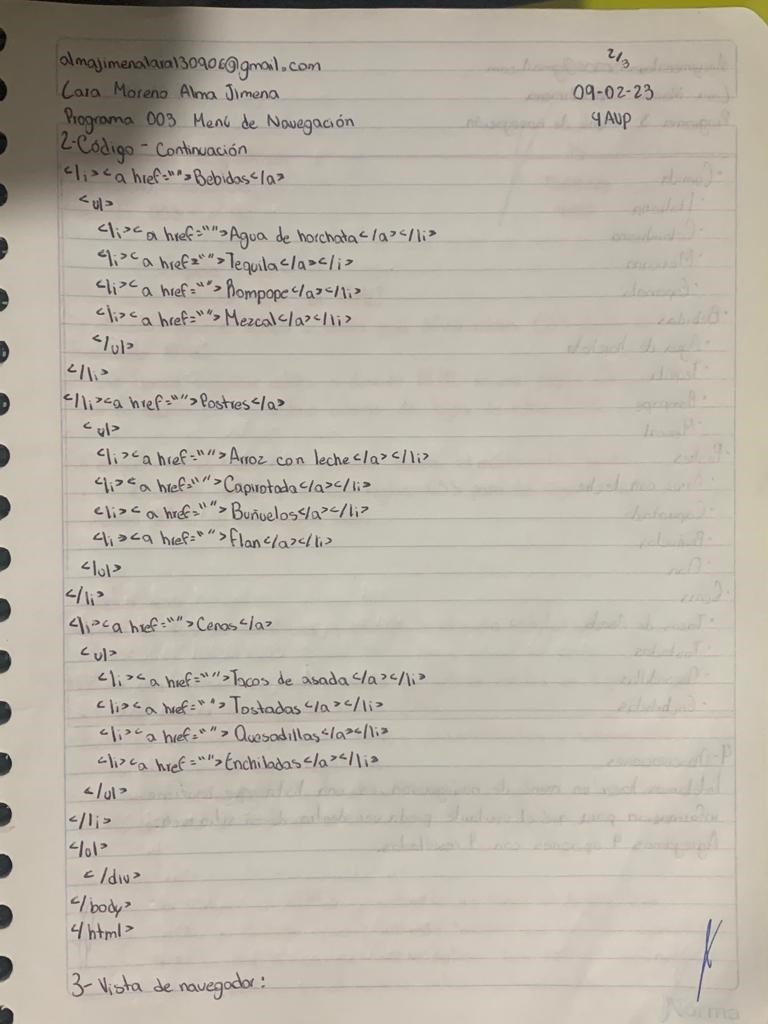 almajimenalara130906@gmail.com
2/3
Lara Moreno Alma Jimena
09-02-23
Programa 003 Menú de Navegación
4 AVP
2-Código - Continuación
<li><a href="">Bebidas</a>
<ul>
<li><a href="">Agua de horchata</a></li>
<li><a href="">Tequila</a></li>
<li><a href="">Rompope</a></li>
<li><a href="">Mezcal</a></li>
</ul>
</li>
</li><a href="">Postres</a>
<ul>
<li><a href="">Arroz con leche</a></li>
<li><a href="">Capirotada</a></li>
<li><a href="">Buñuelos</a></li>
<li><a href="">flan</a></li>
</ul>
</li>
<li><a href="">Cenas</a>
<ul>
<li><a href="">Tacos de asada</a></li>
<li><a href="">Tostadas</a></li>
<li><a href="">Quesadillas</a></li>
<li><a href="">Enchiladas</a></li>
</ul>
</li>
</ol>
</div>
</body>
</html>
3- Vista de navegador:
Norma